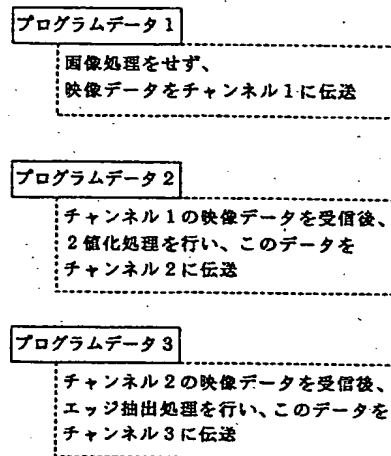 プログラムデータ1
画像処理をせず、
映像データをチャンネル1に伝送
プログラムデータ2
チャンネル1の映像データを受信後、
2値化処理を行い、このデータを
チャンネル2に伝送
プログラムデータ3
チャンネル2の映像データを受信後、
エッジ抽出処理を行い、このデータを
チャンネル3に伝送